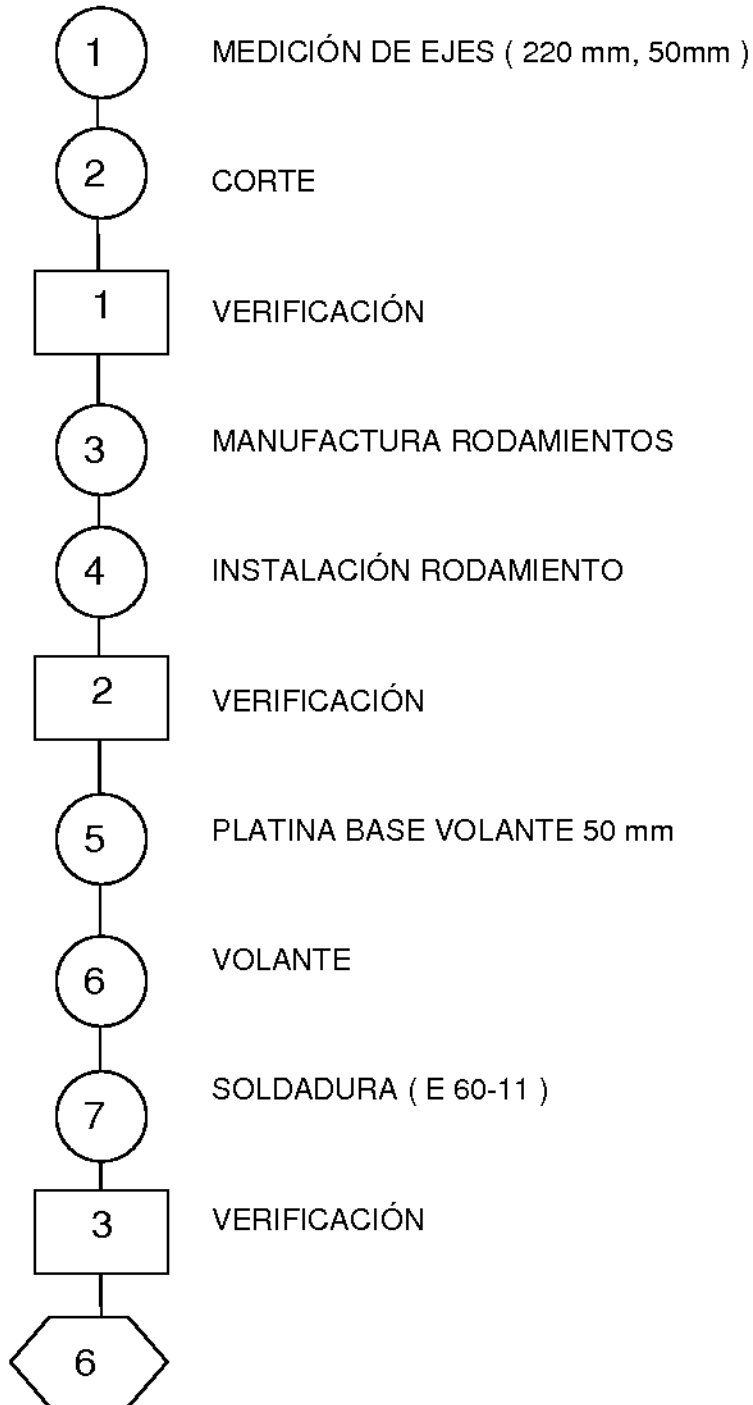 1 MEDICIÓN DE EJES ( 220 mm, 50mm )
2 CORTE
1 VERIFICACIÓN
3 MANUFACTURA RODAMIENTOS
4 INSTALACIÓN RODAMIENTO
2 VERIFICACIÓN
5 PLATINA BASE VOLANTE 50 mm
6 VOLANTE
7 SOLDADURA ( E 60-11 )
3 VERIFICACIÓN
6